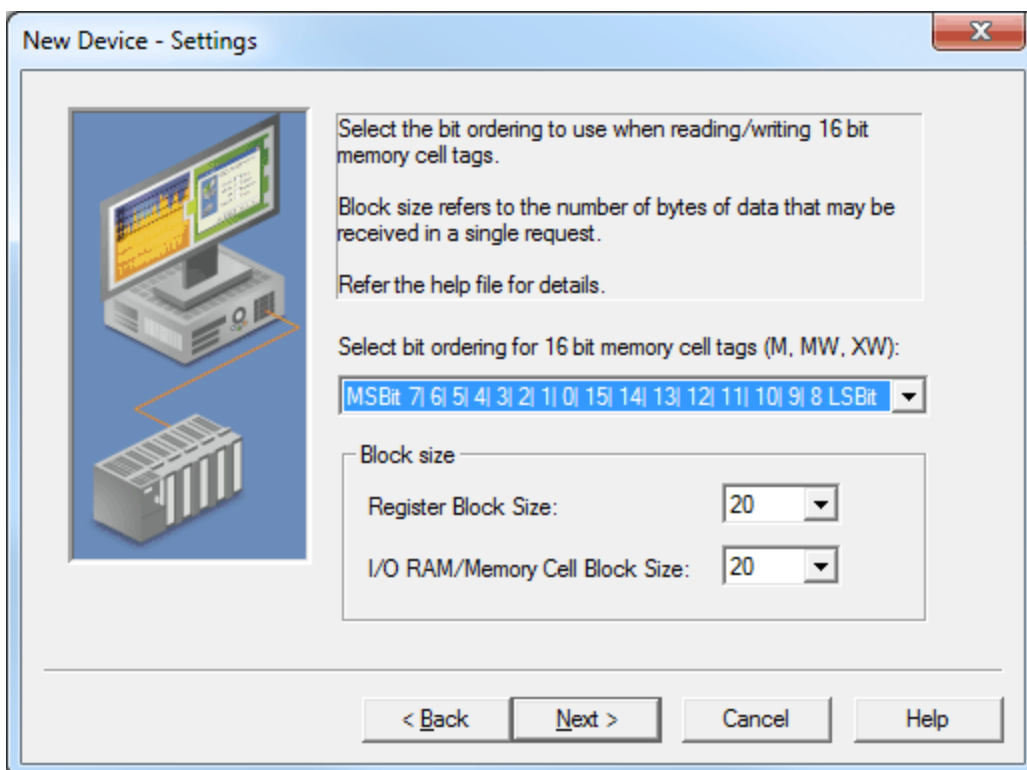 New Device - Settings
Select the bit ordering to use when reading/writing 16 bit
memory cell tags.
Block size refers to the number of bytes of data that may be
received in a single request.
Refer the help file for details.
Select bit ordering for 16 bit memory cell tags (M, MW, XW):
MSBit 7| 6| 5| 4| 3| 2| 1| 0| 15| 14| 13| 12| 11| 10| 9| 8 LSBit
Block size
Register Block Size: 20
I/O RAM/Memory Cell Block Size: 20
< Back Next > Cancel Help